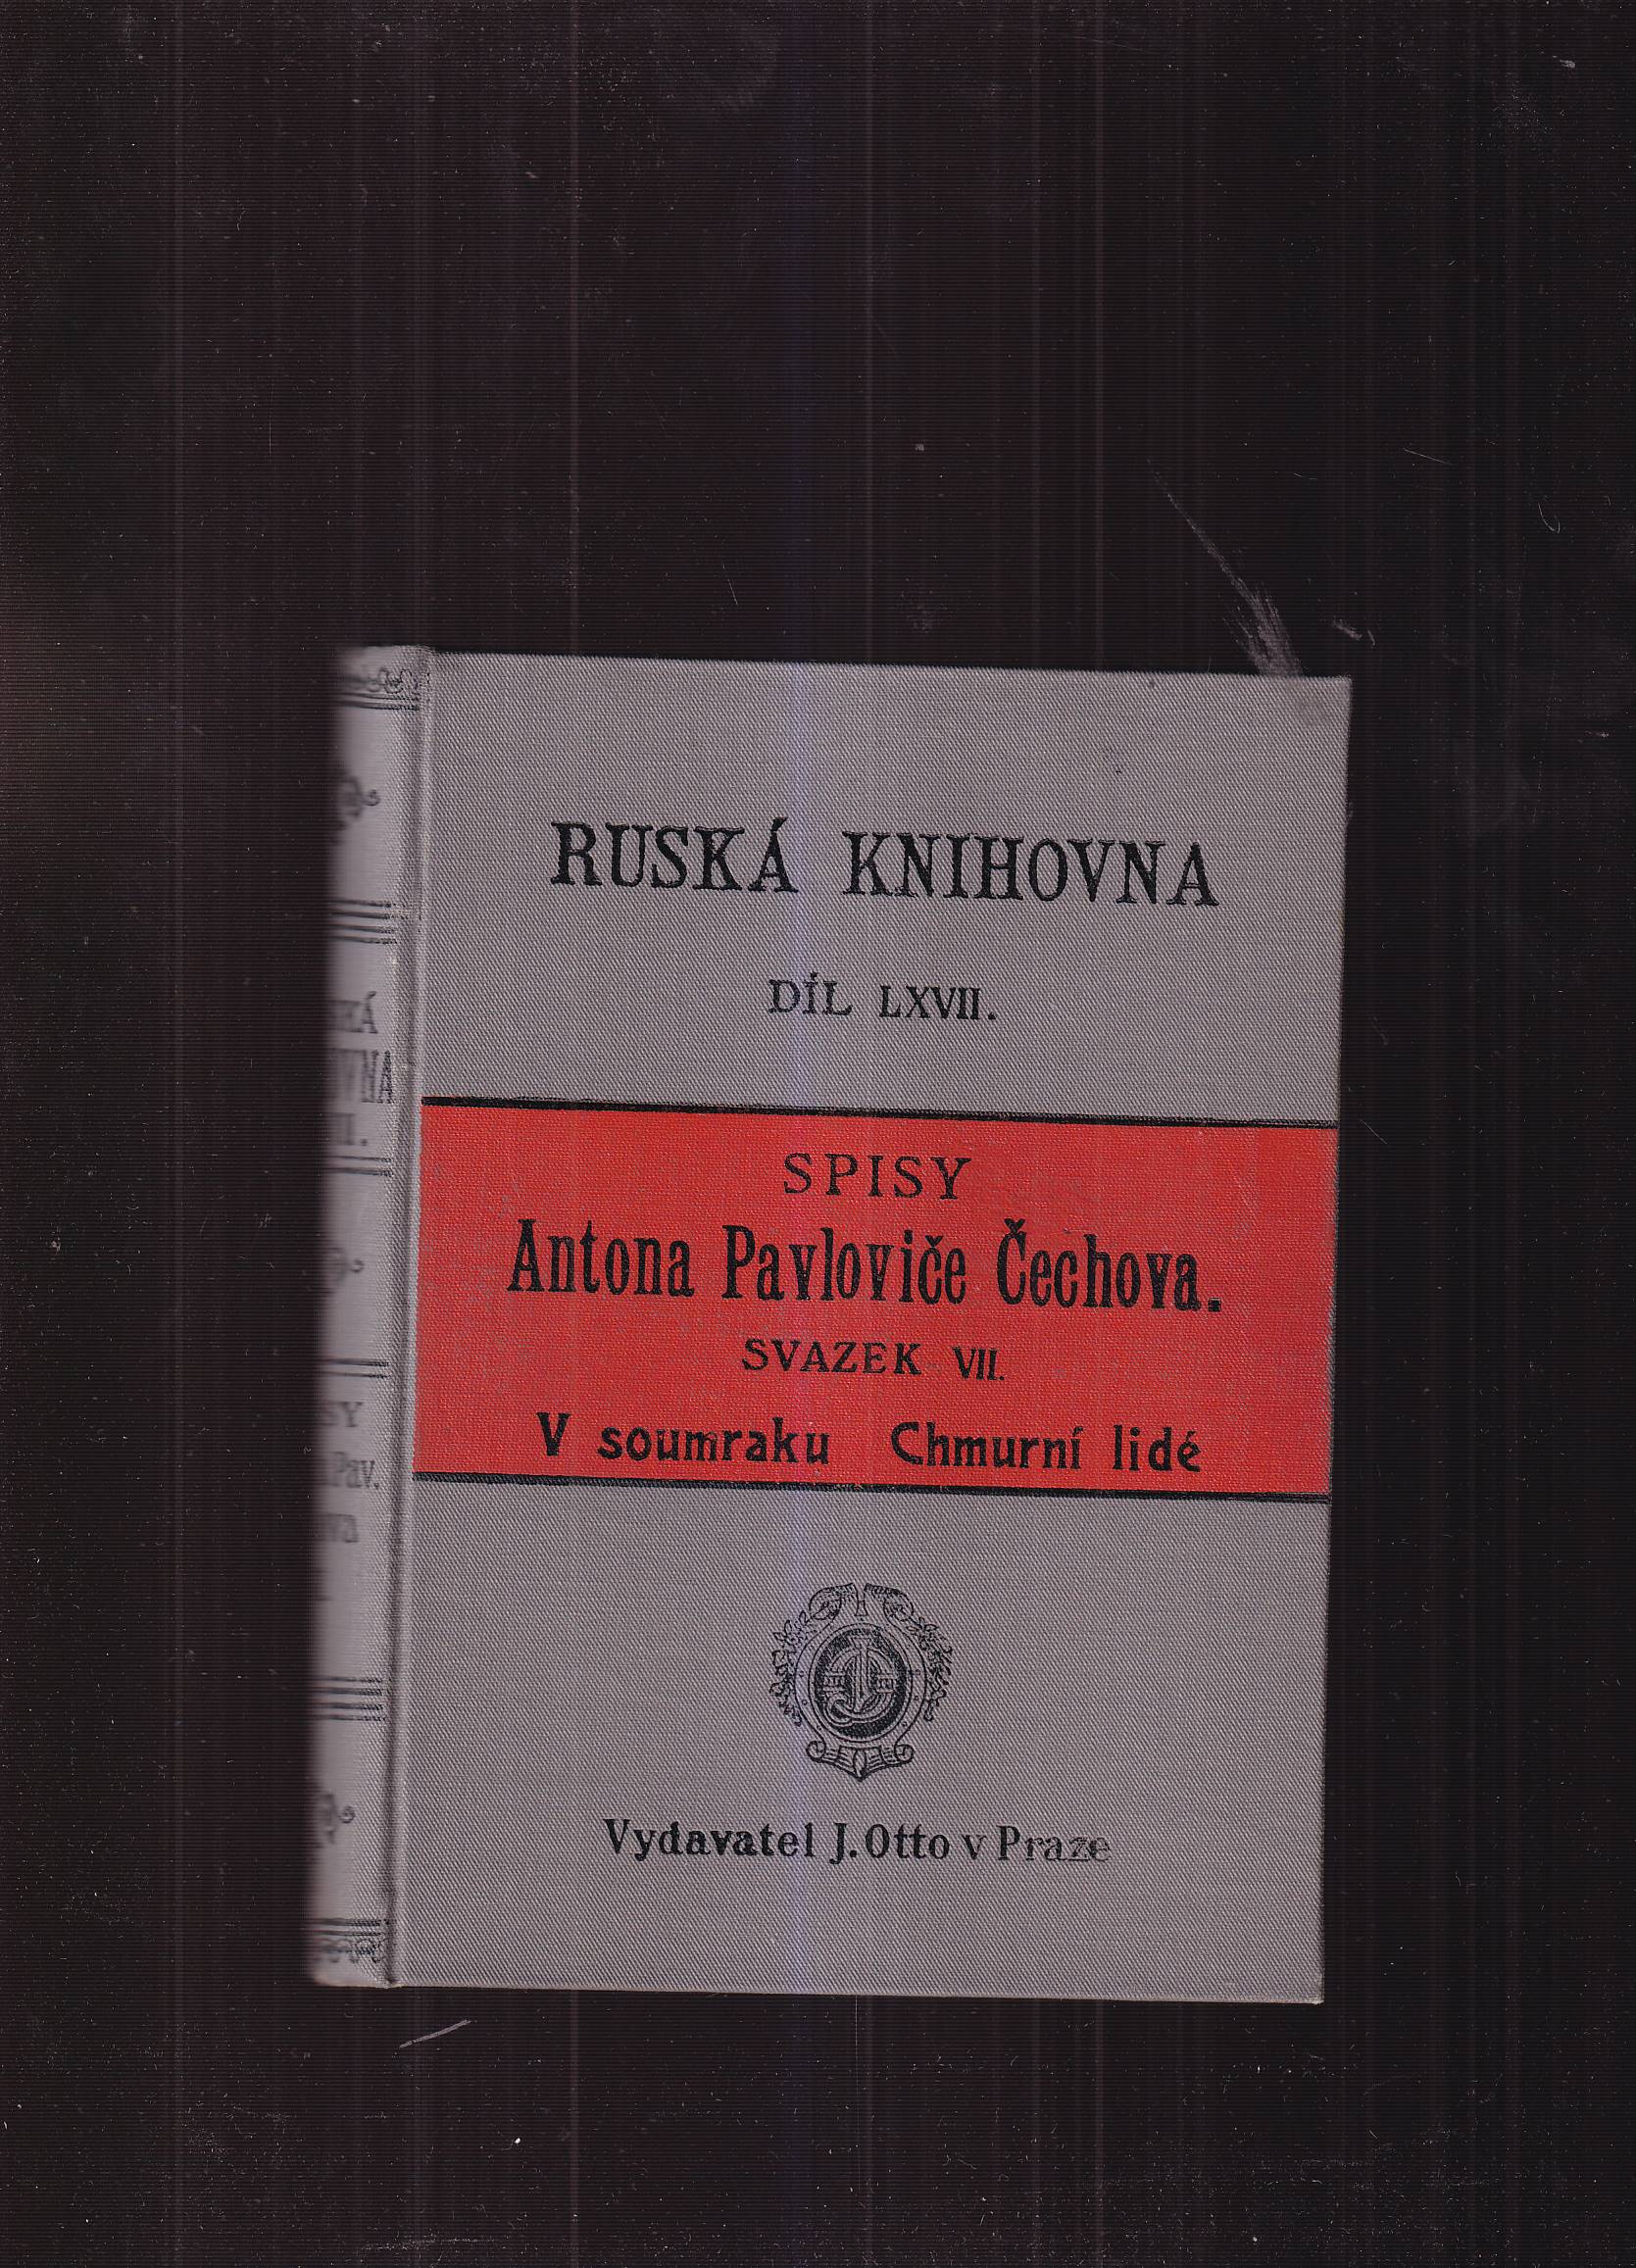 RUSKÁ KNIHOVNA
DÍL LXVII.
SPISY
Antona Pavloviče Čechova.
SVAZEK VII.
V soumraku Chmurní lidé
Vydavatel J. Otto v Praze